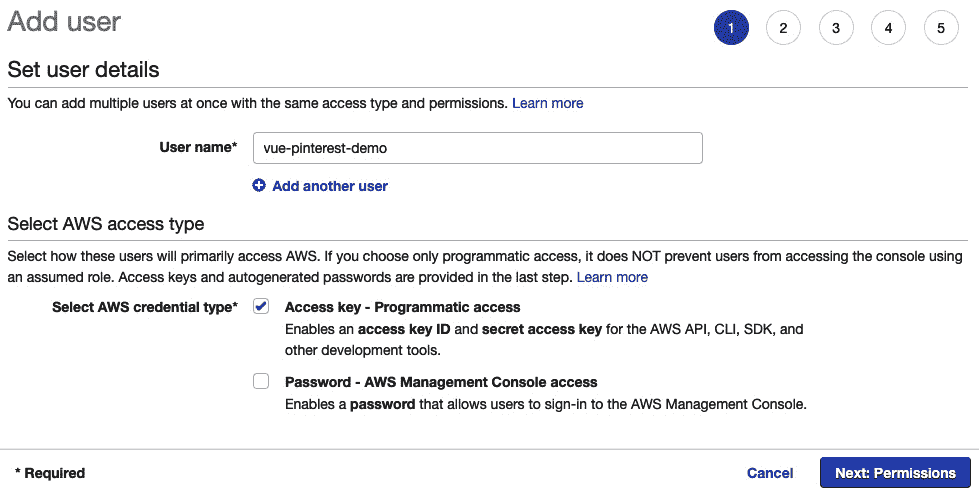 Add user
1 2 3 4 5
Set user details
You can add multiple users at once with the same access type and permissions. Learn more
User name* vue-pinterest-demo
Add another user
Select AWS access type
Select how these users will primarily access AWS. If you choose only programmatic access, it does NOT prevent users from accessing the console using
an assumed role. Access keys and autogenerated passwords are provided in the last step. Learn more
Select AWS credential type* Access key - Programmatic access
Enables an access key ID and secret access key for the AWS API, CLI, SDK, and
other development tools.
Password - AWS Management Console access
Enables a password that allows users to sign-in to the AWS Management Console.
* Required Cancel Next: Permissions